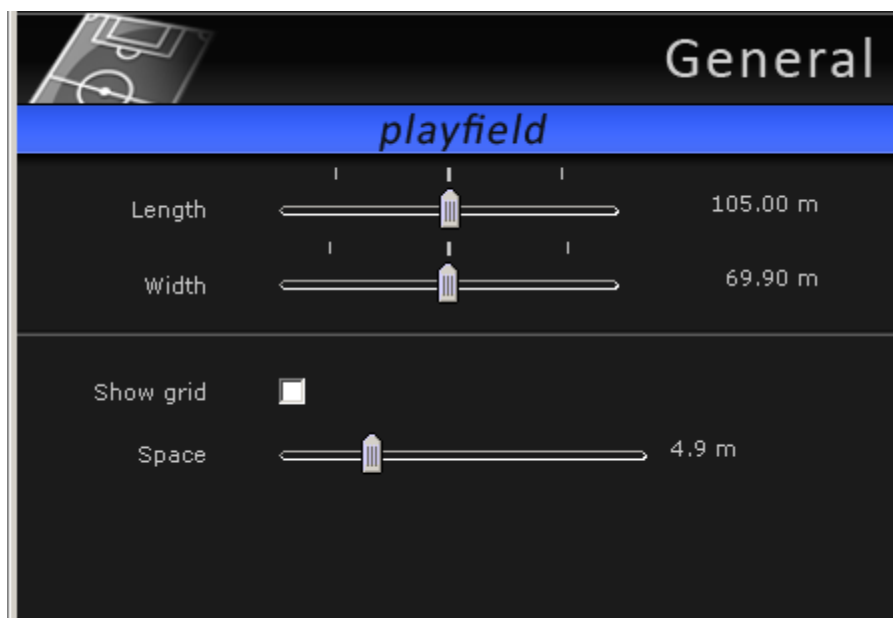 General
playfield
Length 105.00 m
Width 69.90 m
Show grid
Space 4.9 m